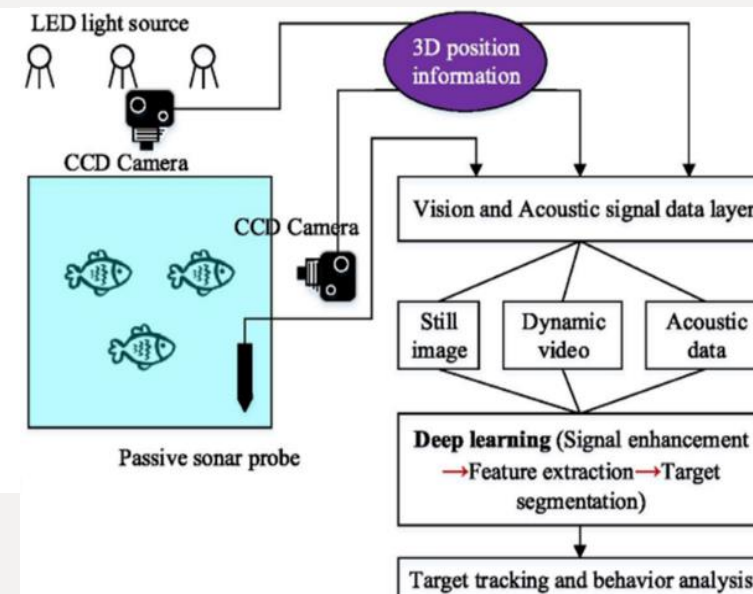 LED light source
3D position
information
CCD Camera
CCD Camera
Passive sonar probe
Vision and Acoustic signal data layer
Still
image
Dynamic
video
Acoustic
data
Deep learning (Signal enhancement
→Feature extraction→Target
segmentation)
Target tracking and behavior analysis